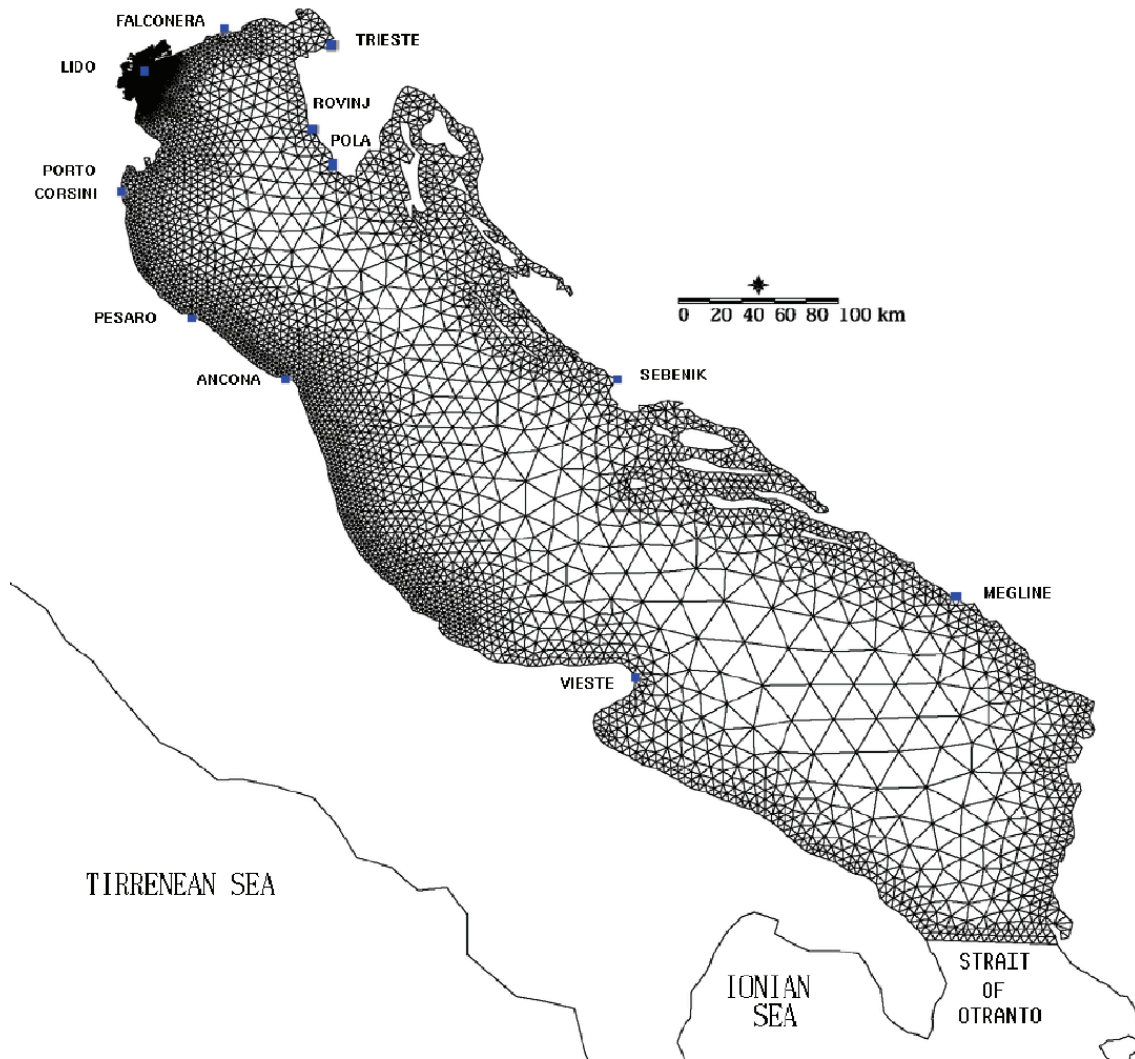 FALCONERA
TRIESTE
LIDO
ROVINJ
POLA
PORTO
CORSINI
0 20 40 60 80 100 km
PESARO
ANCONA
SEBENIK
MEGLINE
VIESTE
TIRRENEAN SEA
IONIAN
SEA
STRAIT
OF
OTRANTO